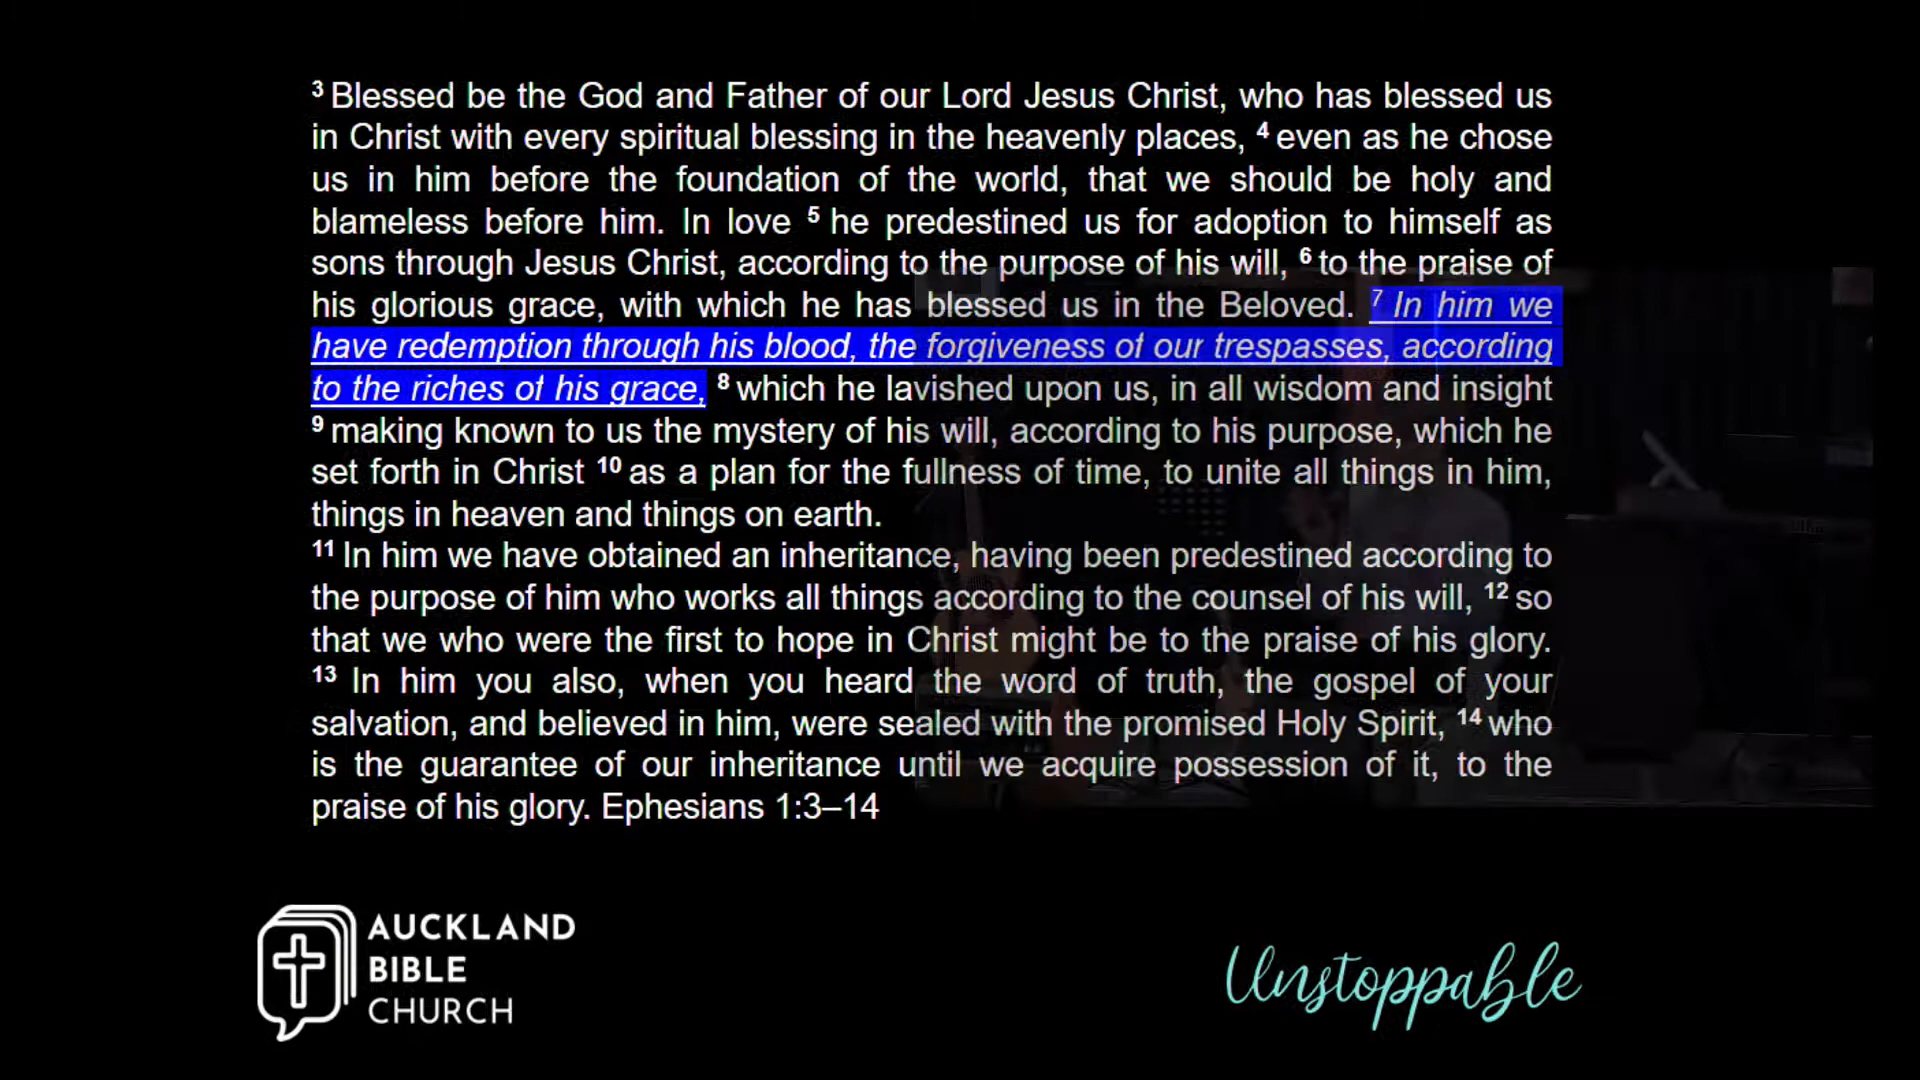 ³ Blessed be the God and Father of our Lord Jesus Christ, who has blessed us
in Christ with every spiritual blessing in the heavenly places, ⁴ even as he chose
us in him before the foundation of the world, that we should be holy and
blameless before him. In love ⁵ he predestined us for adoption to himself as
sons through Jesus Christ, according to the purpose of his will, ⁶ to the praise of
his glorious grace, with which he has blessed us in the Beloved. ⁷ In him we
have redemption through his blood, the forgiveness of our trespasses, according
to the riches of his grace, ⁸ which he lavished upon us, in all wisdom and insight
⁹ making known to us the mystery of his will, according to his purpose, which he
set forth in Christ ¹⁰ as a plan for the fullness of time, to unite all things in him,
things in heaven and things on earth.
¹¹ In him we have obtained an inheritance, having been predestined according to
the purpose of him who works all things according to the counsel of his will, ¹² so
that we who were the first to hope in Christ might be to the praise of his glory.
¹³ In him you also, when you heard the word of truth, the gospel of your
salvation, and believed in him, were sealed with the promised Holy Spirit, ¹⁴ who
is the guarantee of our inheritance until we acquire possession of it, to the
praise of his glory. Ephesians 1:3–14
AUCKLAND
BIBLE
CHURCH
Unstoppable